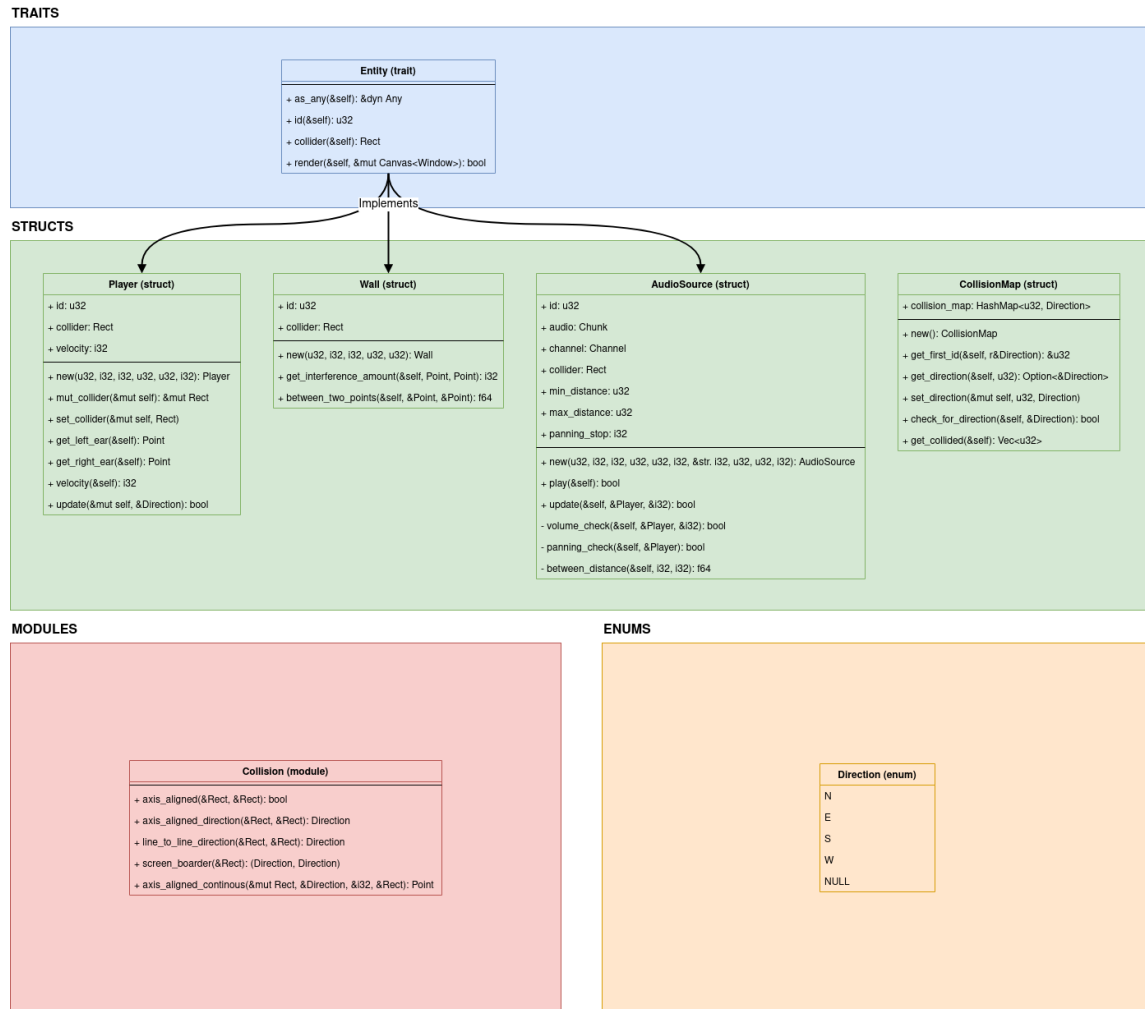 TRAITS
Entity (trait)
+ as_any(&self): &dyn Any
+ id(&self): u32
+ collider(&self): Rect
+ render(&self, &mut Canvas<Window>): bool
Implements
STRUCTS
Player (struct)
+ id: u32
+ collider: Rect
+ velocity: i32
+ new(u32, i32, i32, u32, u32, i32): Player
+ mut_collider(&mut self): &mut Rect
+ set_collider(&mut self, Rect)
+ get_left_ear(&self): Point
+ get_right_ear(&self): Point
+ velocity(&self): i32
+ update(&mut self, &Direction): bool
Wall (struct)
+ id: u32
+ collider: Rect
+ new(u32, i32, i32, u32, u32): Wall
+ get_interference_amount(&self, Point, Point): i32
+ between_two_points(&self, &Point, &Point): f64
AudioSource (struct)
+ id: u32
+ audio: Chunk
+ channel: Channel
+ collider: Rect
+ min_distance: u32
+ max_distance: u32
+ panning_stop: i32
+ new(u32, i32, i32, u32, u32, i32, &str. i32, u32, u32, i32): AudioSource
+ play(&self): bool
+ update(&self, &Player, &i32): bool
- volume_check(&self, &Player, &i32): bool
- panning_check(&self, &Player): bool
- between_distance(&self, i32, i32): f64
CollisionMap (struct)
+ collision_map: HashMap<u32, Direction>
+ new(): CollisionMap
+ get_first_id(&self, r&Direction): &u32
+ get_direction(&self, u32): Option<&Direction>
+ set_direction(&mut self, u32, Direction)
+ check_for_direction(&self, &Direction): bool
+ get_collided(&self): Vec<u32>
MODULES
Collision (module)
+ axis_aligned(&Rect, &Rect): bool
+ axis_aligned_direction(&Rect, &Rect): Direction
+ line_to_line_direction(&Rect, &Rect): Direction
+ screen_boarder(&Rect): (Direction, Direction)
+ axis_aligned_continous(&mut Rect, &Direction, &i32, &Rect): Point
ENUMS
Direction (enum)
N
E
S
W
NULL